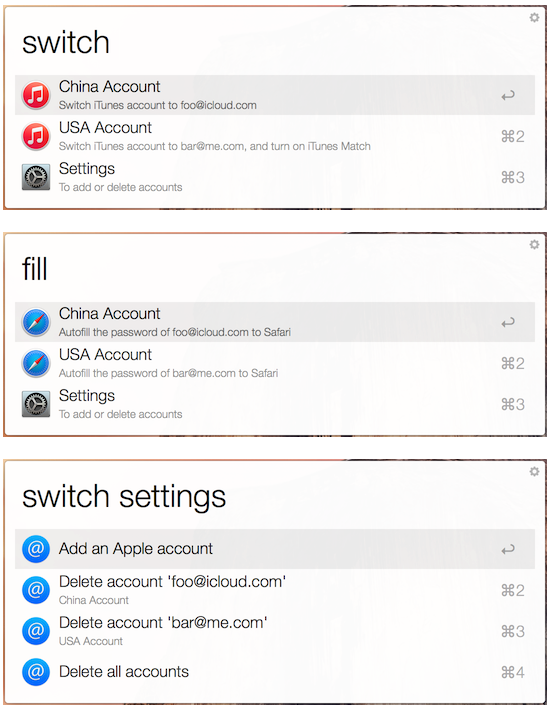 switch
China Account
Switch iTunes account to foo@icloud.com
↩
USA Account
Switch iTunes account to bar@me.com, and turn on iTunes Match
⌘2
Settings
To add or delete accounts
⌘3
fill
China Account
Autofill the password of foo@icloud.com to Safari
↩
USA Account
Autofill the password of bar@me.com to Safari
⌘2
Settings
To add or delete accounts
⌘3
switch settings
@ Add an Apple account
↩
@ Delete account 'foo@icloud.com'
China Account
⌘2
@ Delete account 'bar@me.com'
USA Account
⌘3
@ Delete all accounts
⌘4